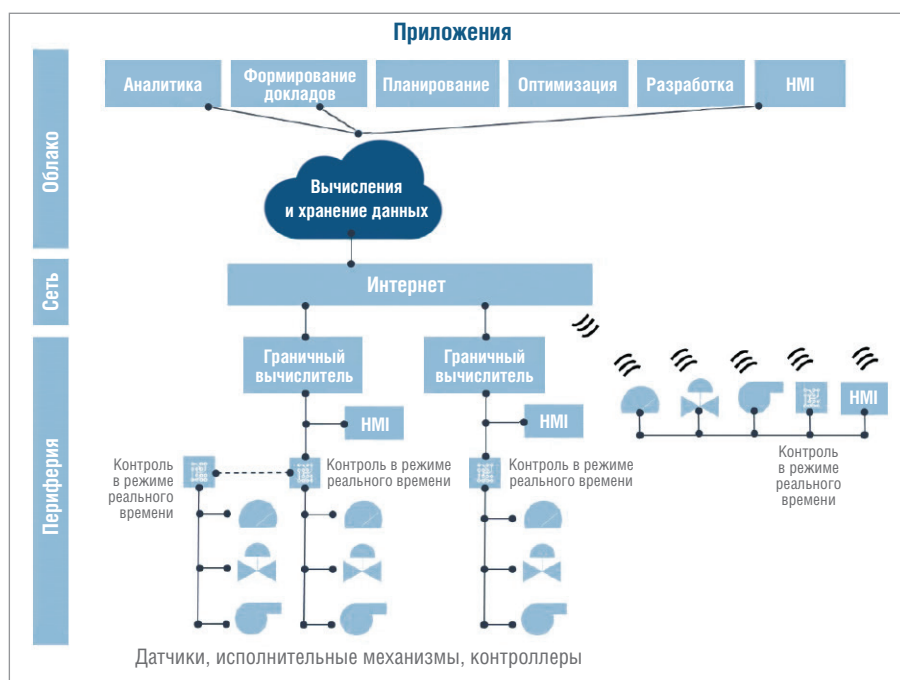 Приложения
Аналитика
Формирование
докладов
Планирование
Оптимизация
Разработка
HMI
Облако
Вычисления
и хранение данных
Сеть
Интернет
Периферия
Граничный
вычислитель
Граничный
вычислитель
HMI
HMI
HMI
Контроль
в режиме
реального
времени
Контроль в режиме
реального времени
Контроль в режиме
реального времени
Контроль
в режиме
реального
времени
Датчики, исполнительные механизмы, контроллеры